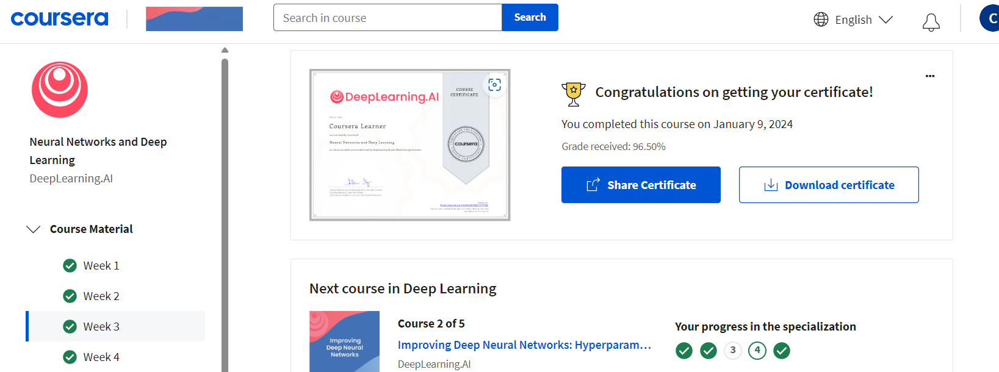 coursera
Search in course
Search
English
C
Neural Networks and Deep
Learning
DeepLearning.AI
Course Material
Week 1
Week 2
Week 3
Week 4
DeepLearning.AI
COURSE
CERTIFICATE
Coursera Learner
has successfully completed
Neural Networks and Deep Learning
coursera
Congratulations on getting your certificate!
You completed this course on January 9, 2024
Grade received: 96.50%
Share Certificate
Download certificate
Next course in Deep Learning
Improving
Deep Neural
Networks
Course 2 of 5
Improving Deep Neural Networks: Hyperparam...
DeepLearning.AI
Your progress in the specialization
3
4